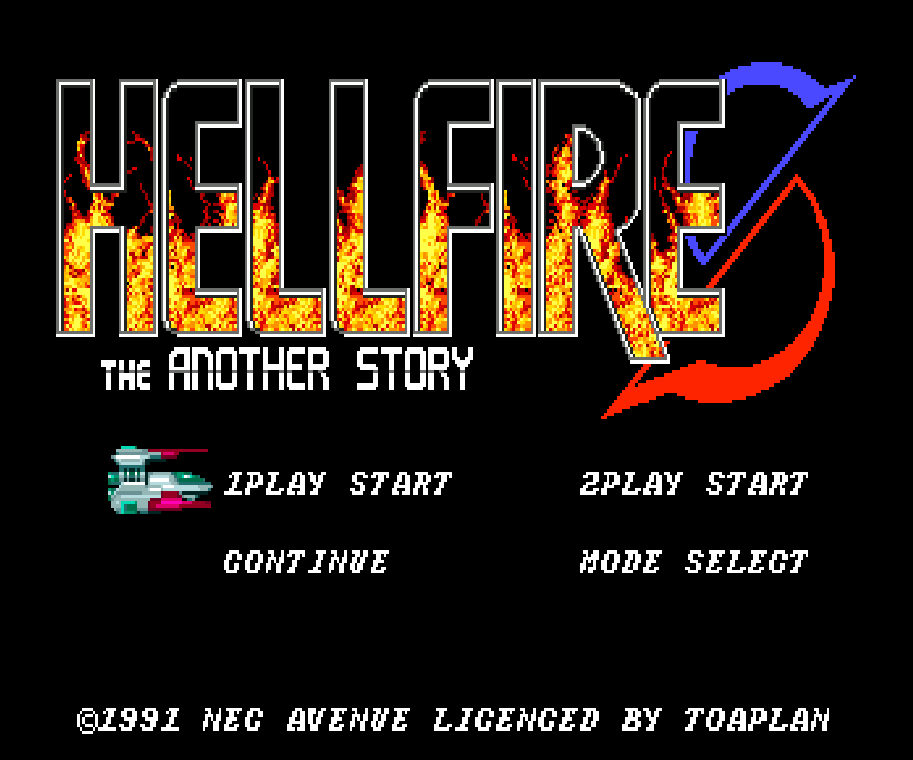 HELLFIRE S
THE ANOTHER STORY
1PLAY START 2PLAY START
CONTINUE MODE SELECT
©1991 NEC AVENUE LICENCED BY TOAPLAN